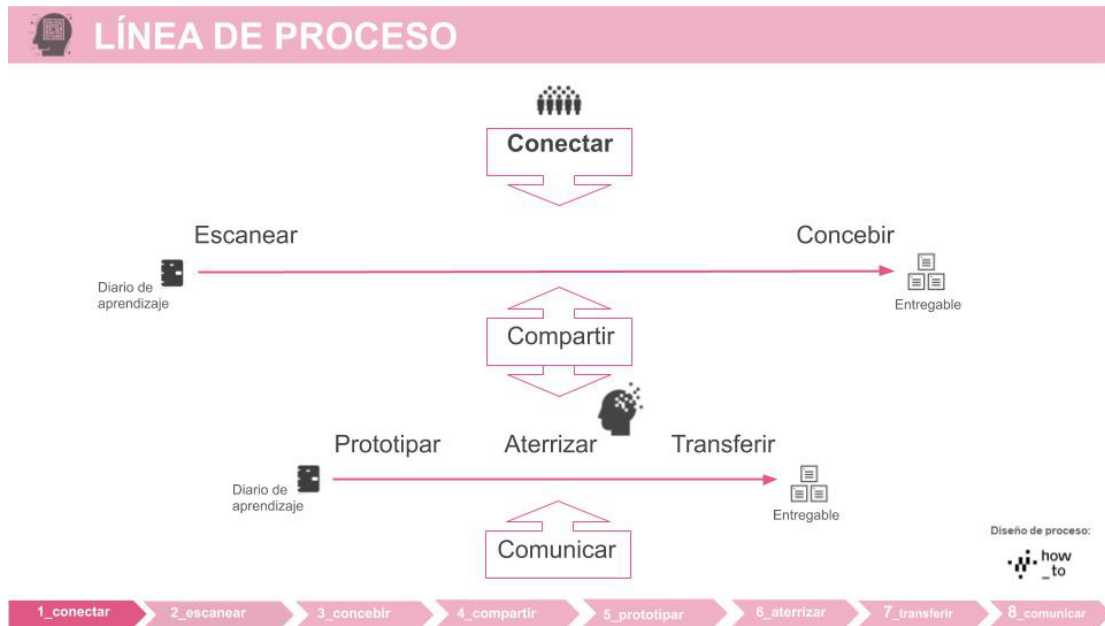 LÍNEA DE PROCESO
Conectar
Escanear
Concebir
Diario de
aprendizaje
Entregable
Compartir
Prototipar
Aterrizar
Transferir
Diario de
aprendizaje
Entregable
Comunicar
Diseño de proceso:
how
_to
1_conectar
2_escanear
3_concebir
4_compartir
5_prototipar
6_aterrizar
7_transferir
8_comunicar